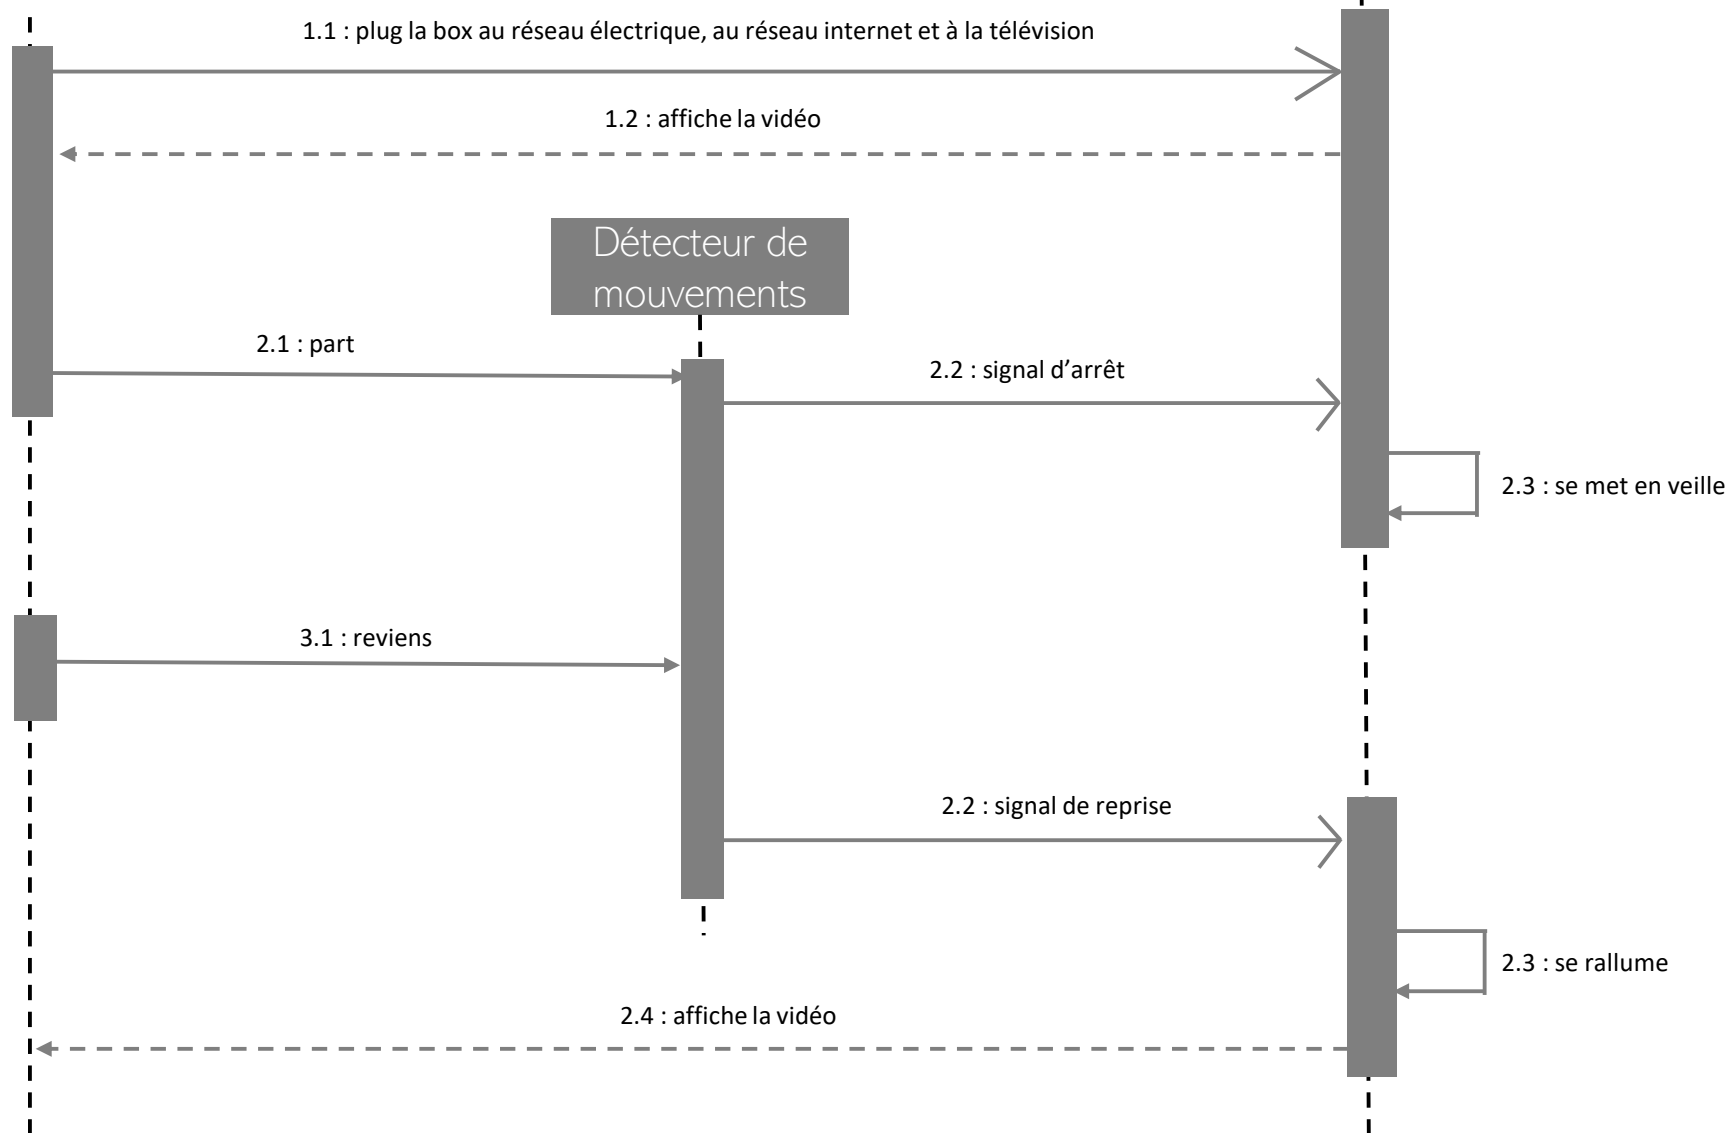 1.1 : plug la box au réseau électrique, au réseau internet et à la télévision
1.2 : affiche la vidéo
Détecteur de
mouvements
2.1 : part
2.2 : signal d’arrêt
2.3 : se met en veille
3.1 : reviens
2.2 : signal de reprise
2.3 : se rallume
2.4 : affiche la vidéo